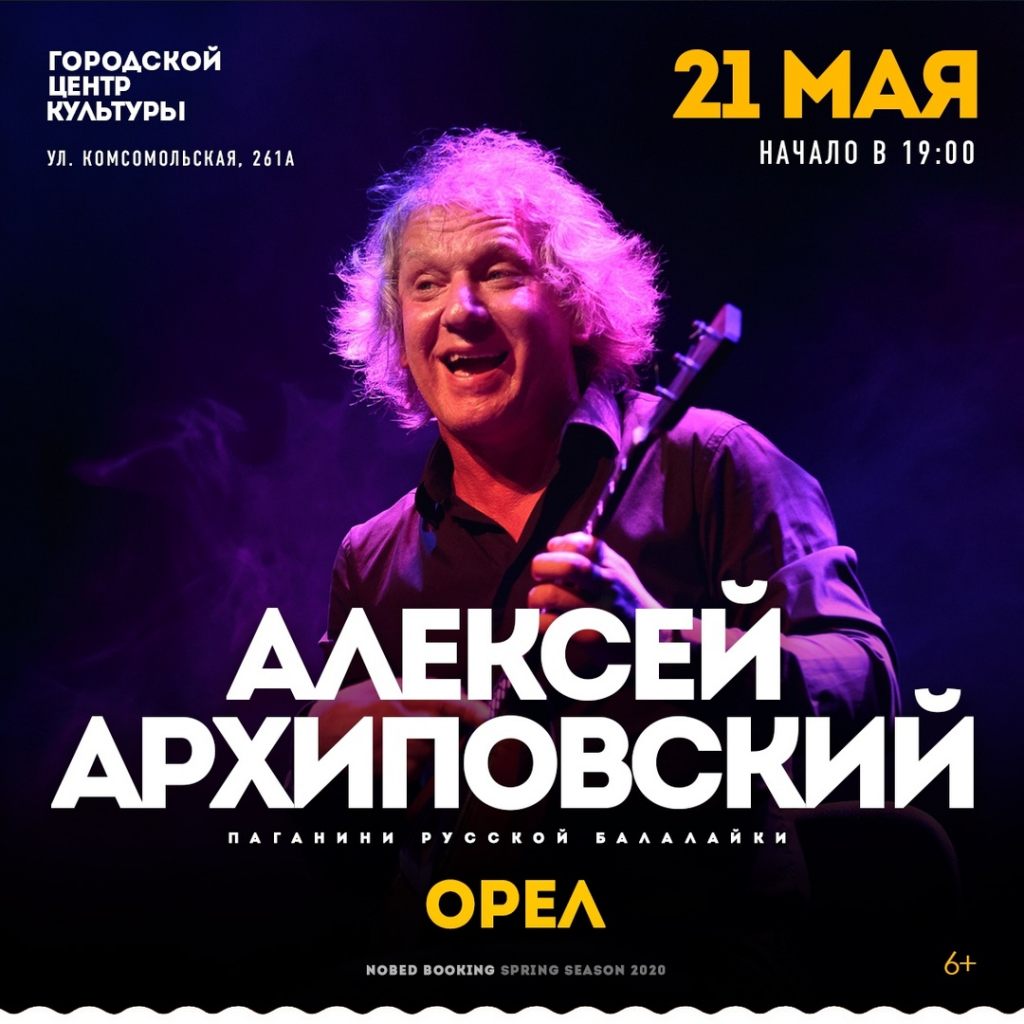 ГОРОДСКОЙ
ЦЕНТР
КУЛЬТУРЫ
УЛ. КОМСОМОЛЬСКАЯ, 261А
21 МАЯ
НАЧАЛО В 19:00
АЛЕКСЕЙ
АРХИПОВСКИЙ
ПАГАНИНИ РУССКОЙ БАЛАЛАЙКИ
ОРЕЛ
NOBED BOOKING SPRING SEASON 2020
6+